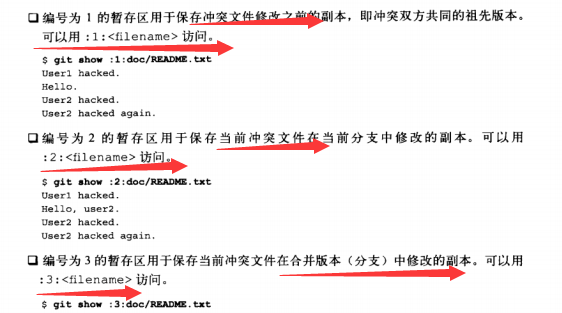 ❑ 编号为 1 的暂存区用于保存冲突文件修改之前的副本，即冲突双方共同的祖先版本。
可以用 :1:<filename> 访问。
$ git show :1:doc/README.txt
User1 hacked.
Hello.
User2 hacked.
User2 hacked again.
❑ 编号为 2 的暂存区用于保存当前冲突文件在当前分支中修改的副本。可以用
:2:<filename> 访问。
$ git show :2:doc/README.txt
User1 hacked.
Hello, user2.
User2 hacked.
User2 hacked again.
❑ 编号为 3 的暂存区用于保存当前冲突文件在合并版本（分支）中修改的副本。可以用
:3:<filename> 访问。
$ git show :3:doc/README.txt